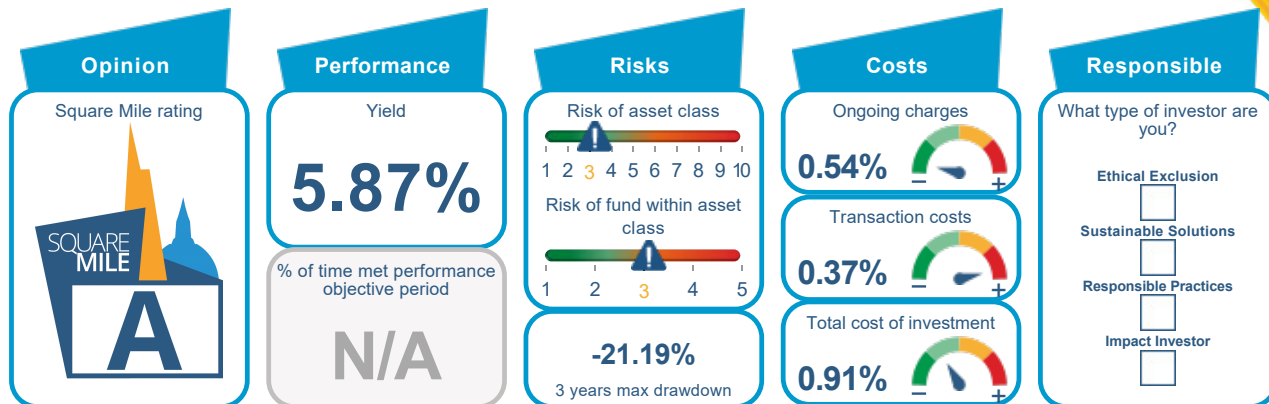 Opinion
Square Mile rating
SQUARE
MILE
A
Performance
Yield
5.87%
% of time met performance
objective period
N/A
Risks
Risk of asset class
!
1 2 3 4 5 6 7 8 9 10
Risk of fund within asset
class
!
1 2 3 4 5
-21.19%
3 years max drawdown
Costs
Ongoing charges
0.54%
− +
Transaction costs
0.37%
− +
Total cost of investment
0.91%
− +
Responsible
What type of investor are
you?
Ethical Exclusion
Sustainable Solutions
Responsible Practices
Impact Investor